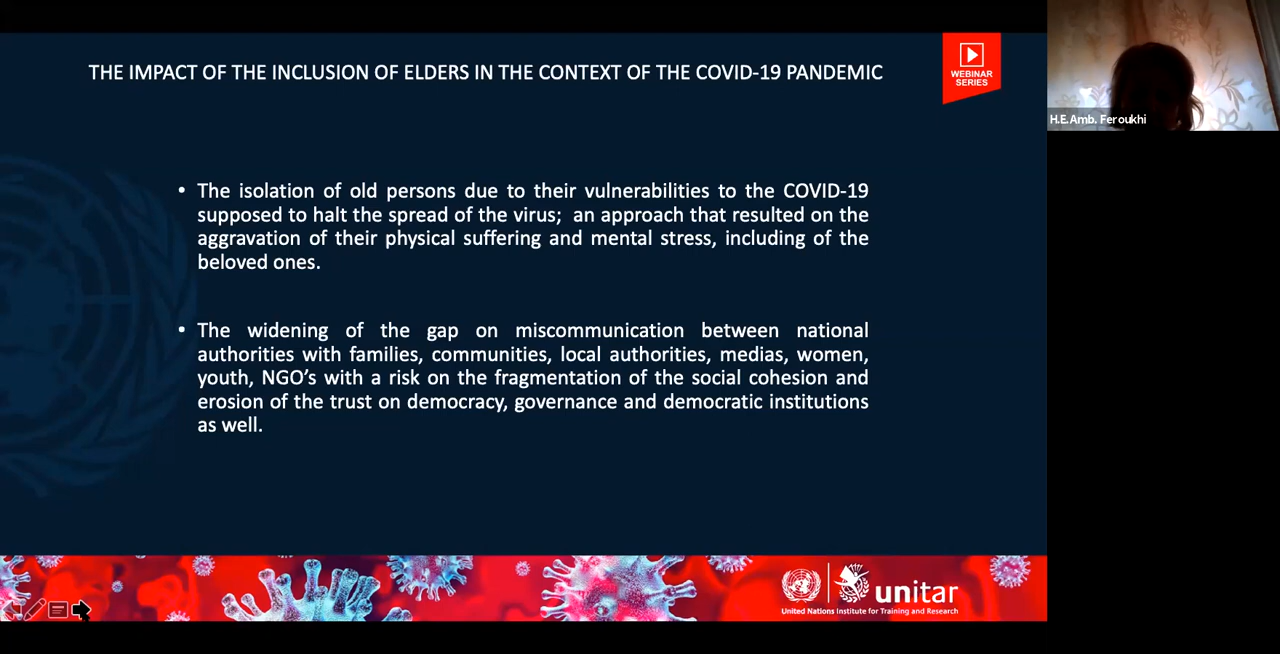 THE IMPACT OF THE INCLUSION OF ELDERS IN THE CONTEXT OF THE COVID-19 PANDEMIC
WEBINAR
SERIES
H.E.Amb. Feroukhi
• The isolation of old persons due to their vulnerabilities to the COVID-19
supposed to halt the spread of the virus; an approach that resulted on the
aggravation of their physical suffering and mental stress, including of the
beloved ones.
• The widening of the gap on miscommunication between national
authorities with families, communities, local authorities, medias, women,
youth, NGO’s with a risk on the fragmentation of the social cohesion and
erosion of the trust on democracy, governance and democratic institutions
as well.
unitar
United Nations Institute for Training and Research